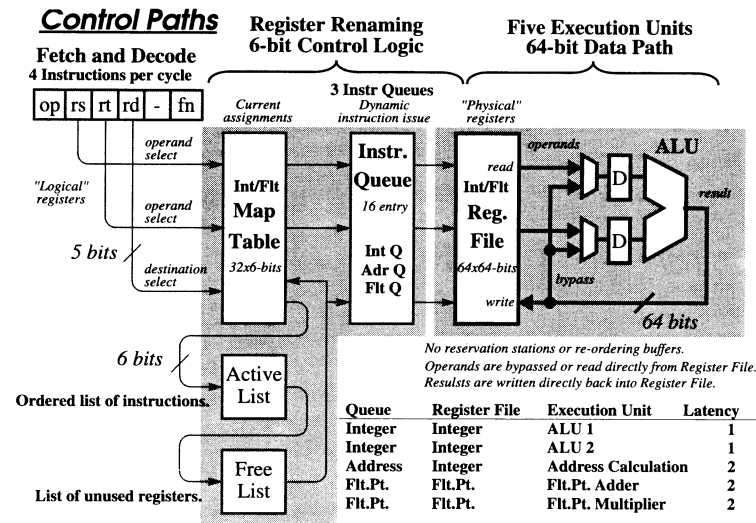 Control Paths
Register Renaming
6-bit Control Logic
Five Execution Units
64-bit Data Path
Fetch and Decode
4 Instructions per cycle
op rs rt rd - fn
3 Instr Queues
Current
assignments
Dynamic
instruction issue
"Physical"
registers
operand
select
"Logical"
registers
operand
select
5 bits
destination
select
Int/Flt
Map
Table
32x6-bits
Instr.
Queue
16 entry
Int Q
Adr Q
Flt Q
read
Int/Flt
Reg.
File
64x64-bits
write
operands
ALU
D
D
result
bypass
64 bits
6 bits
Active
List
Ordered list of instructions.
Free
List
List of unused registers.
No reservation stations or re-ordering buffers.
Operands are bypassed or read directly from Register File.
Resulsts are written directly back into Register File.
Queue Register File Execution Unit Latency
Integer Integer ALU 1 1
Integer Integer ALU 2 1
Address Integer Address Calculation 2
Flt.Pt. Flt.Pt. Flt.Pt. Adder 2
Flt.Pt. Flt.Pt. Flt.Pt. Multiplier 2